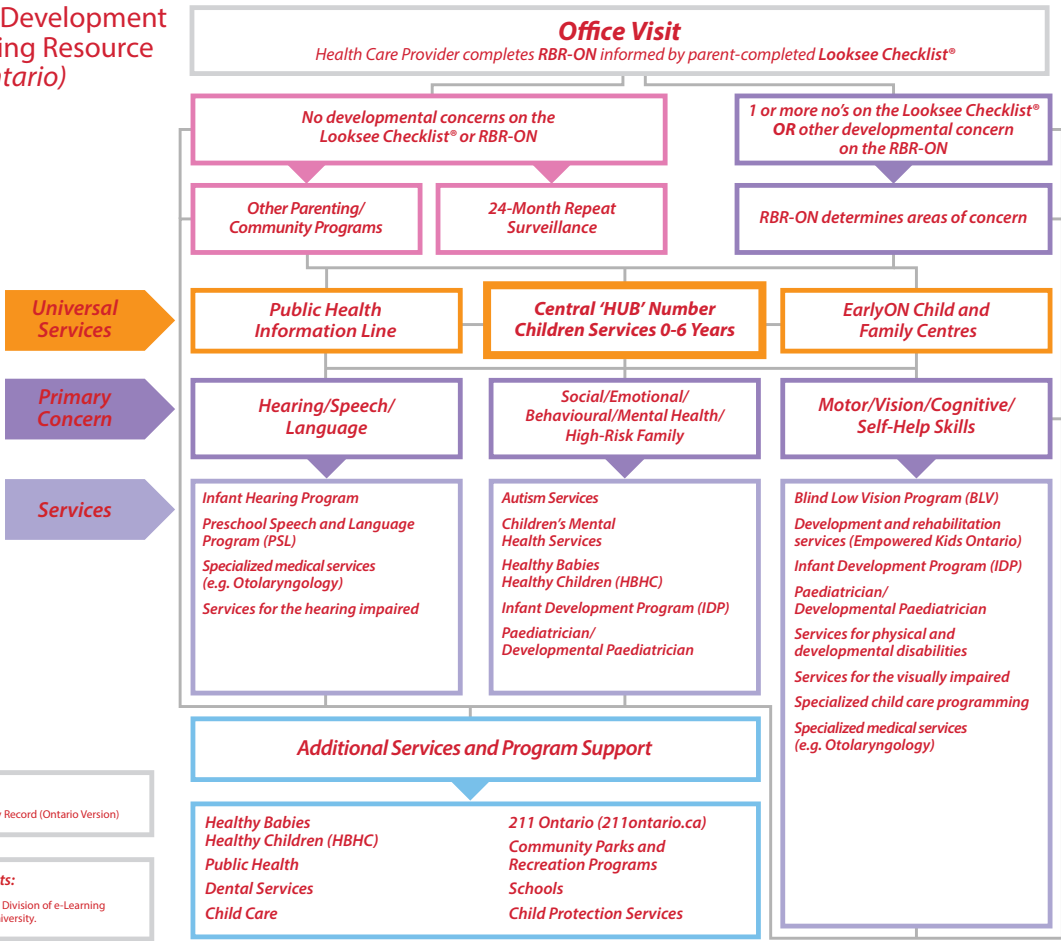 Development
ing Resource
ntario)
Office Visit
Health Care Provider completes RBR-ON informed by parent-completed Looksee Checklist®
No developmental concerns on the
Looksee Checklist® or RBR-ON
1 or more no's on the Looksee Checklist®
OR other developmental concern
on the RBR-ON
Other Parenting/
Community Programs
24-Month Repeat
Surveillance
RBR-ON determines areas of concern
Universal
Services
Public Health
Information Line
Central ‘HUB’ Number
Children Services 0-6 Years
EarlyON Child and
Family Centres
Primary
Concern
Hearing/Speech/
Language
Social/Emotional/
Behavioural/Mental Health/
High-Risk Family
Motor/Vision/Cognitive/
Self-Help Skills
Services
Infant Hearing Program
Preschool Speech and Language
Program (PSL)
Specialized medical services
(e.g. Otolaryngology)
Services for the hearing impaired
Autism Services
Children’s Mental
Health Services
Healthy Babies
Healthy Children (HBHC)
Infant Development Program (IDP)
Paediatrician/
Developmental Paediatrician
Blind Low Vision Program (BLV)
Development and rehabilitation
services (Empowered Kids Ontario)
Infant Development Program (IDP)
Paediatrician/
Developmental Paediatrician
Services for physical and
developmental disabilities
Services for the visually impaired
Specialized child care programming
Specialized medical services
(e.g. Otolaryngology)
Additional Services and Program Support
Healthy Babies
Healthy Children (HBHC)
Public Health
Dental Services
Child Care
211 Ontario (211ontario.ca)
Community Parks and
Recreation Programs
Schools
Child Protection Services
y Record (Ontario Version)
ts:
Division of e-Learning
iversity.